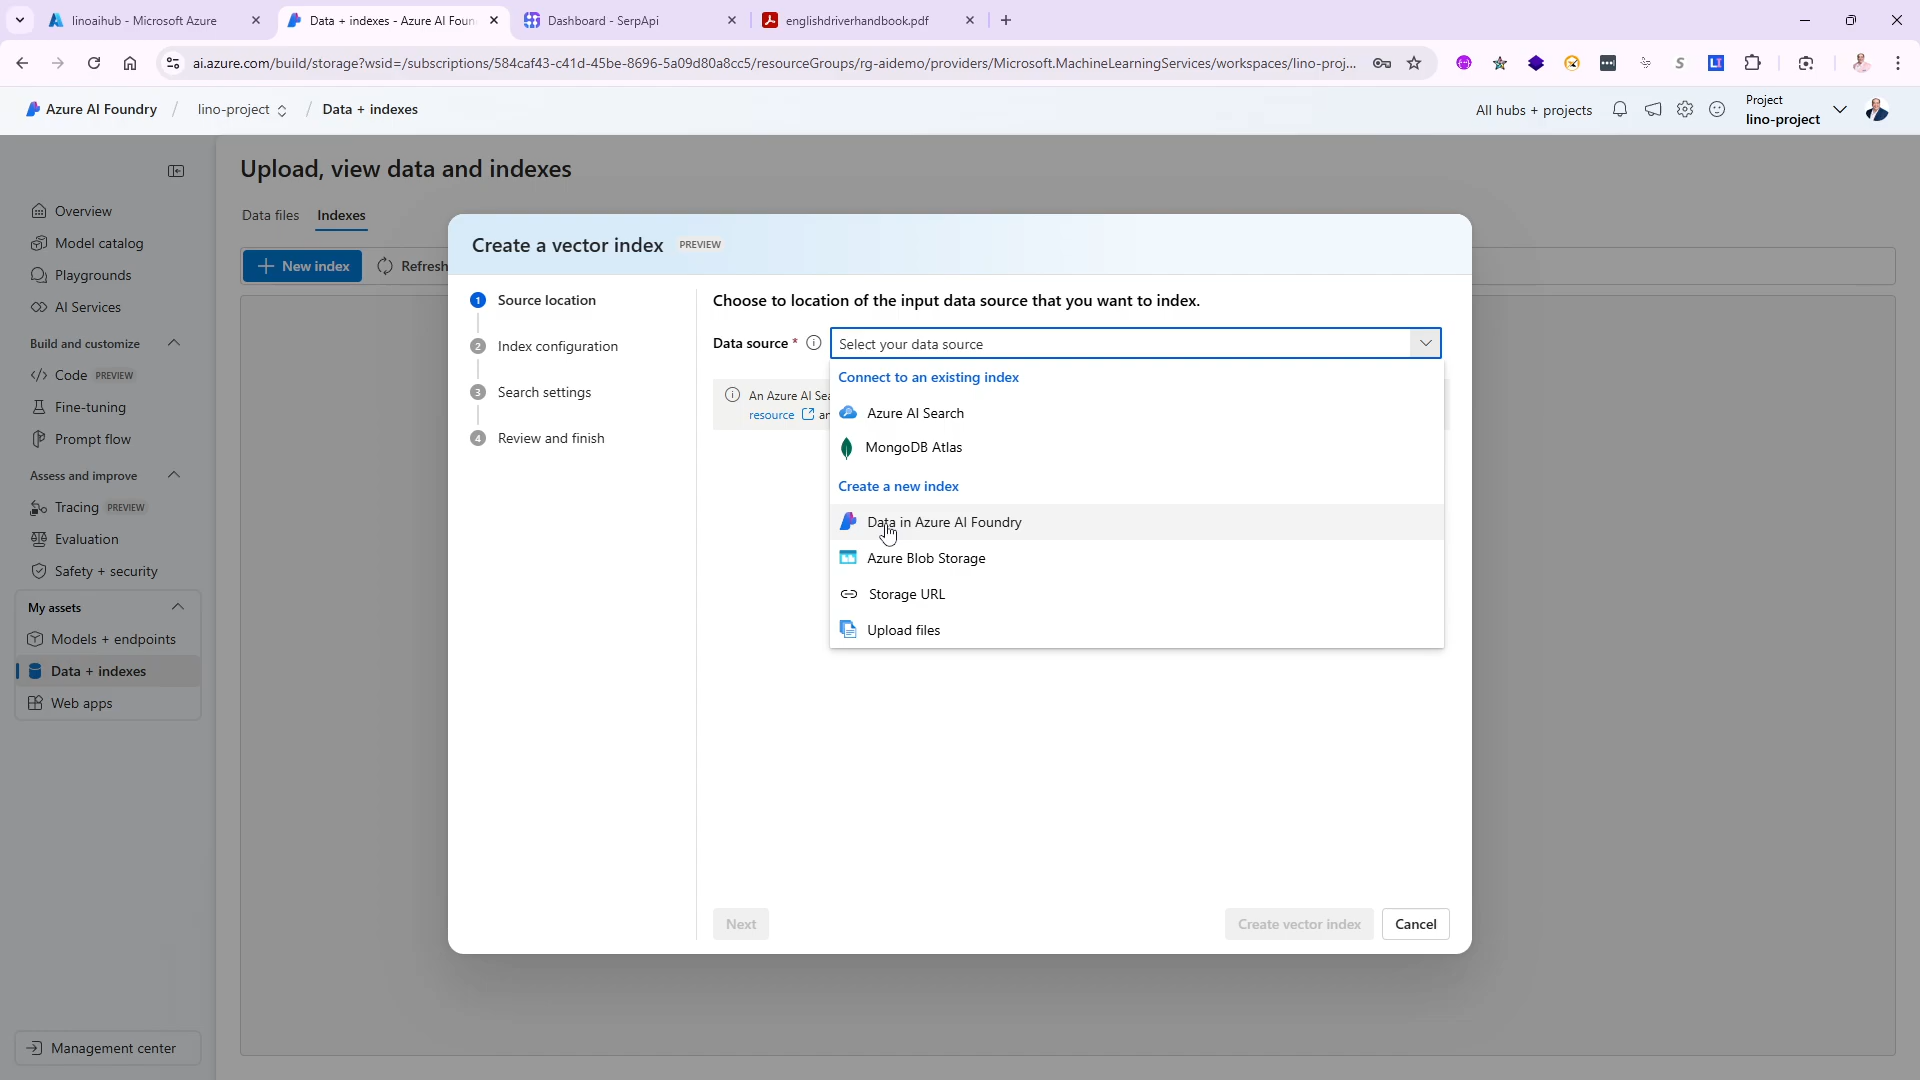 linoaihub - Microsoft Azure
Data + indexes - Azure AI Foun
Dashboard - SerpApi
englishdriverhandbook.pdf
ai.azure.com/build/storage?wsid=/subscriptions/584caf43-c41d-45be-8696-5a09d80a8cc5/resourceGroups/rg-aidemo/providers/Microsoft.MachineLearningServices/workspaces/lino-proj...
Azure AI Foundry / lino-project / Data + indexes
All hubs + projects
Project
lino-project
Overview
Model catalog
Playgrounds
AI Services
Build and customize
Code PREVIEW
Fine-tuning
Prompt flow
Assess and improve
Tracing PREVIEW
Evaluation
Safety + security
My assets
Models + endpoints
Data + indexes
Web apps
Management center
Upload, view data and indexes
Data files
Indexes
New index
Refresh
Create a vector index PREVIEW
1 Source location
2 Index configuration
3 Search settings
4 Review and finish
Choose to location of the input data source that you want to index.
Data source *
Select your data source
An Azure AI Sea
resource
an
Connect to an existing index
Azure AI Search
MongoDB Atlas
Create a new index
Data in Azure AI Foundry
Azure Blob Storage
Storage URL
Upload files
Next
Create vector index
Cancel